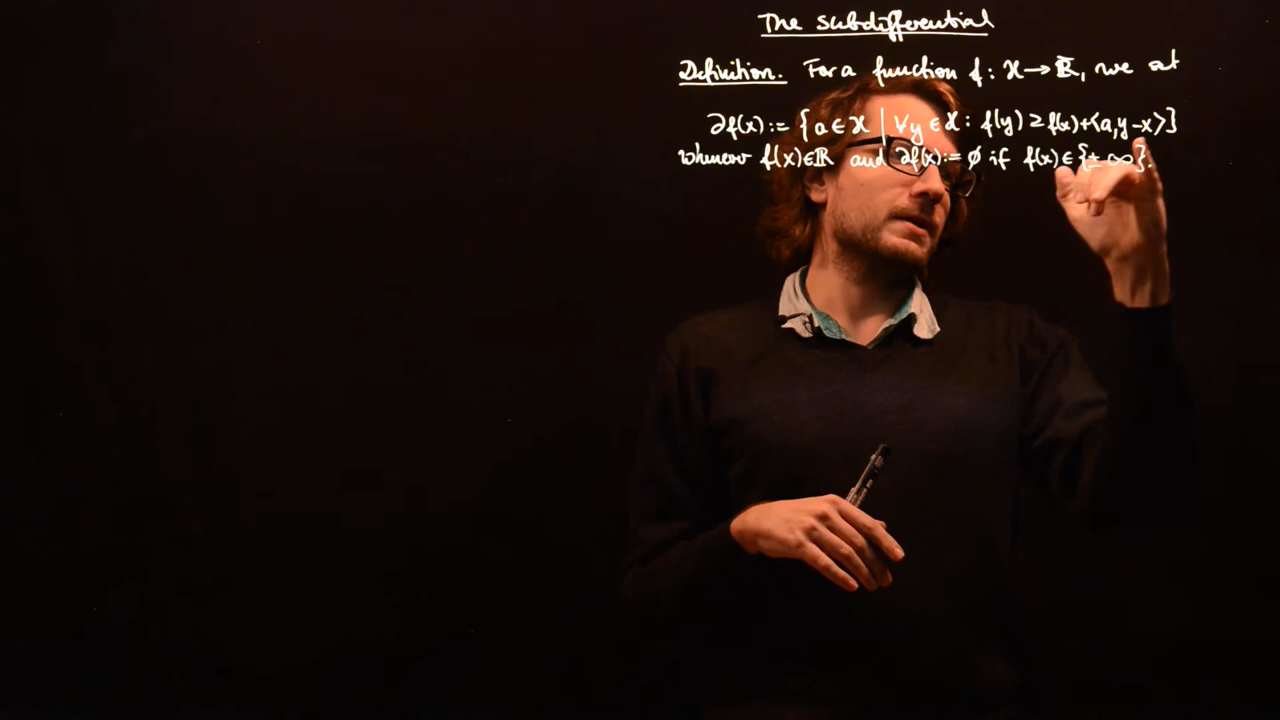 The subdifferential
Definition. For a function f: X→R̄, we set
∂f(x):= {a∈X | ∀y∈X: f(y)≥f(x)+⟨a,y-x⟩}
whenever f(x)∈ℝ and ∂f(x):= ∅ if f(x)∈{±∞}.